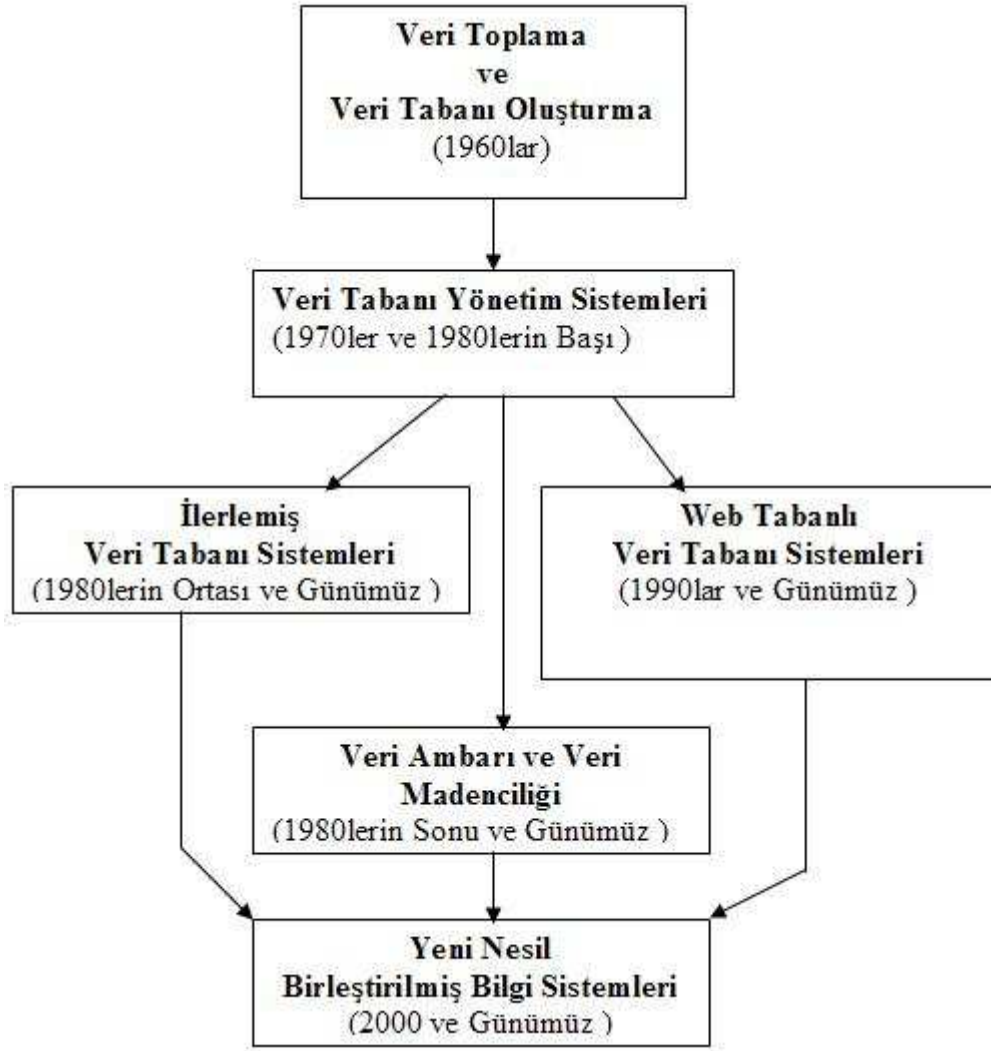 Veri Toplama
ve
Veri Tabanı Oluşturma
(1960lar)
Veri Tabanı Yönetim Sistemleri
(1970ler ve 1980lerin Başı )
İlerlemiş
Veri Tabanı Sistemleri
(1980lerin Ortası ve Günümüz )
Web Tabanlı
Veri Tabanı Sistemleri
(1990lar ve Günümüz )
Veri Ambarı ve Veri
Madenciliği
(1980lerin Sonu ve Günümüz )
Yeni Nesil
Birleştirilmiş Bilgi Sistemleri
(2000 ve Günümüz )